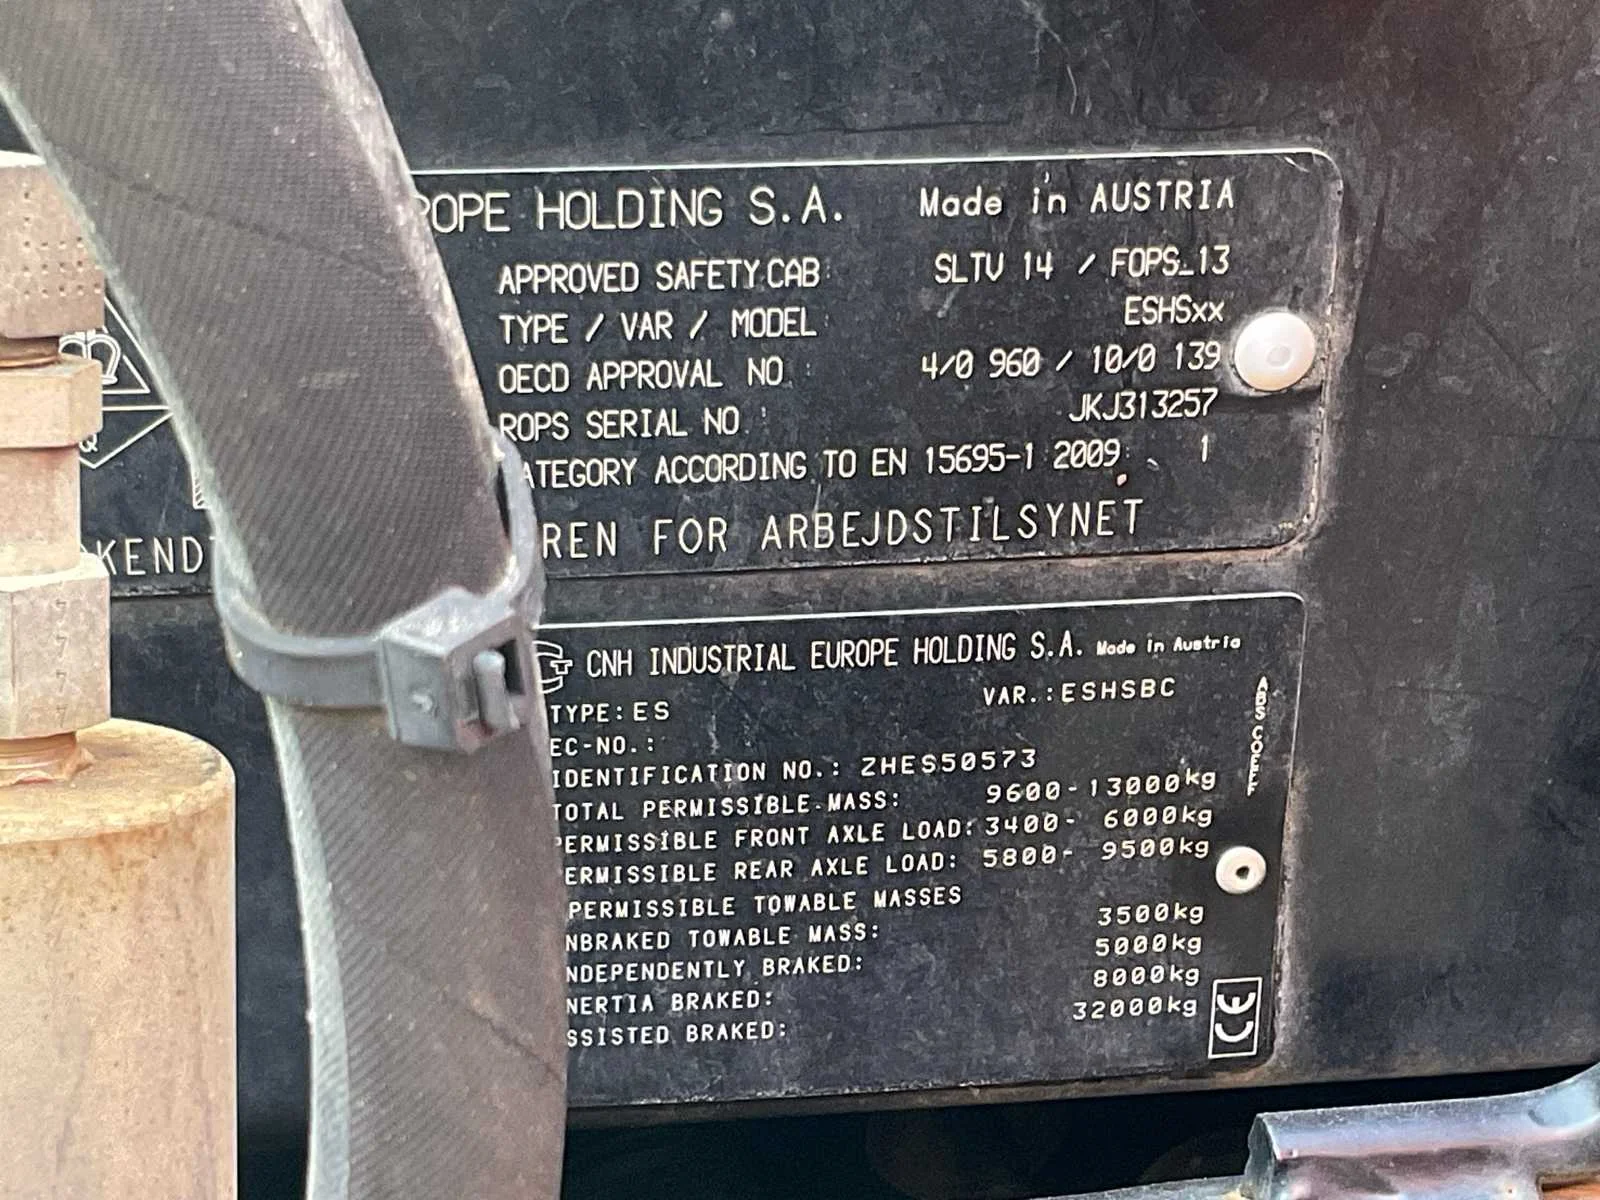 ROPE HOLDING S.A. Made in AUSTRIA
APPROVED SAFETY CAB SLTV 14 / FOPS_13
TYPE / VAR / MODEL : ESHSxx
OECD APPROVAL NO. : 4/0 960 / 10/0 139
ROPS SERIAL NO. : JKJ313257
ATEGORY ACCORDING TO EN 15695-1 2009: 1
KEND REN FOR ARBEJDSTILSYNET
CNH INDUSTRIAL EUROPE HOLDING S.A. Made in Austria
TYPE: ES VAR.: ESHSBC
EC-NO.:
IDENTIFICATION NO.: ZHES50573
TOTAL PERMISSIBLE MASS: 9600-13000kg
PERMISSIBLE FRONT AXLE LOAD: 3400- 6000kg
ERMISSIBLE REAR AXLE LOAD: 5800- 9500kg
PERMISSIBLE TOWABLE MASSES
NBRAKED TOWABLE MASS: 3500kg
NDEPENDENTLY BRAKED: 5000kg
NERTIA BRAKED: 8000kg
SSISTED BRAKED: 32000kg
ABS COEFF
CE